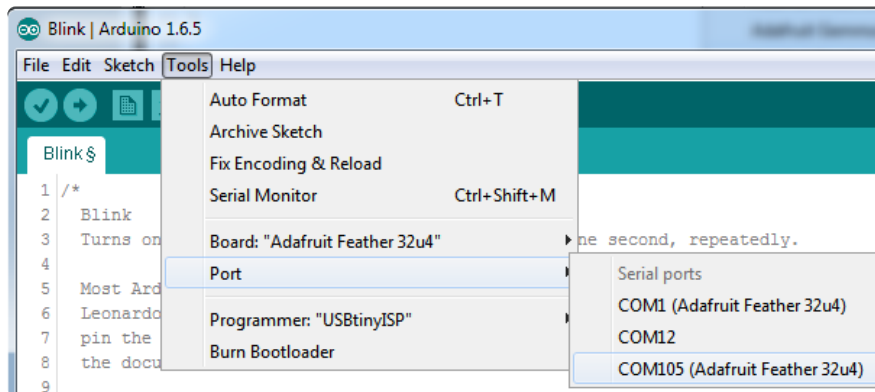 Blink | Arduino 1.6.5
File Edit Sketch Tools Help
Auto Format Ctrl+T
Archive Sketch
Fix Encoding & Reload
Serial Monitor Ctrl+Shift+M
Board: "Adafruit Feather 32u4"
Port
Programmer: "USBtinyISP"
Burn Bootloader
Serial ports
COM1 (Adafruit Feather 32u4)
COM12
COM105 (Adafruit Feather 32u4)
Blink §
1 /*
2 Blink
3 Turns on ne second, repeatedly.
4
5 Most Ard
6 Leonardo
7 pin the
8 the docu
9